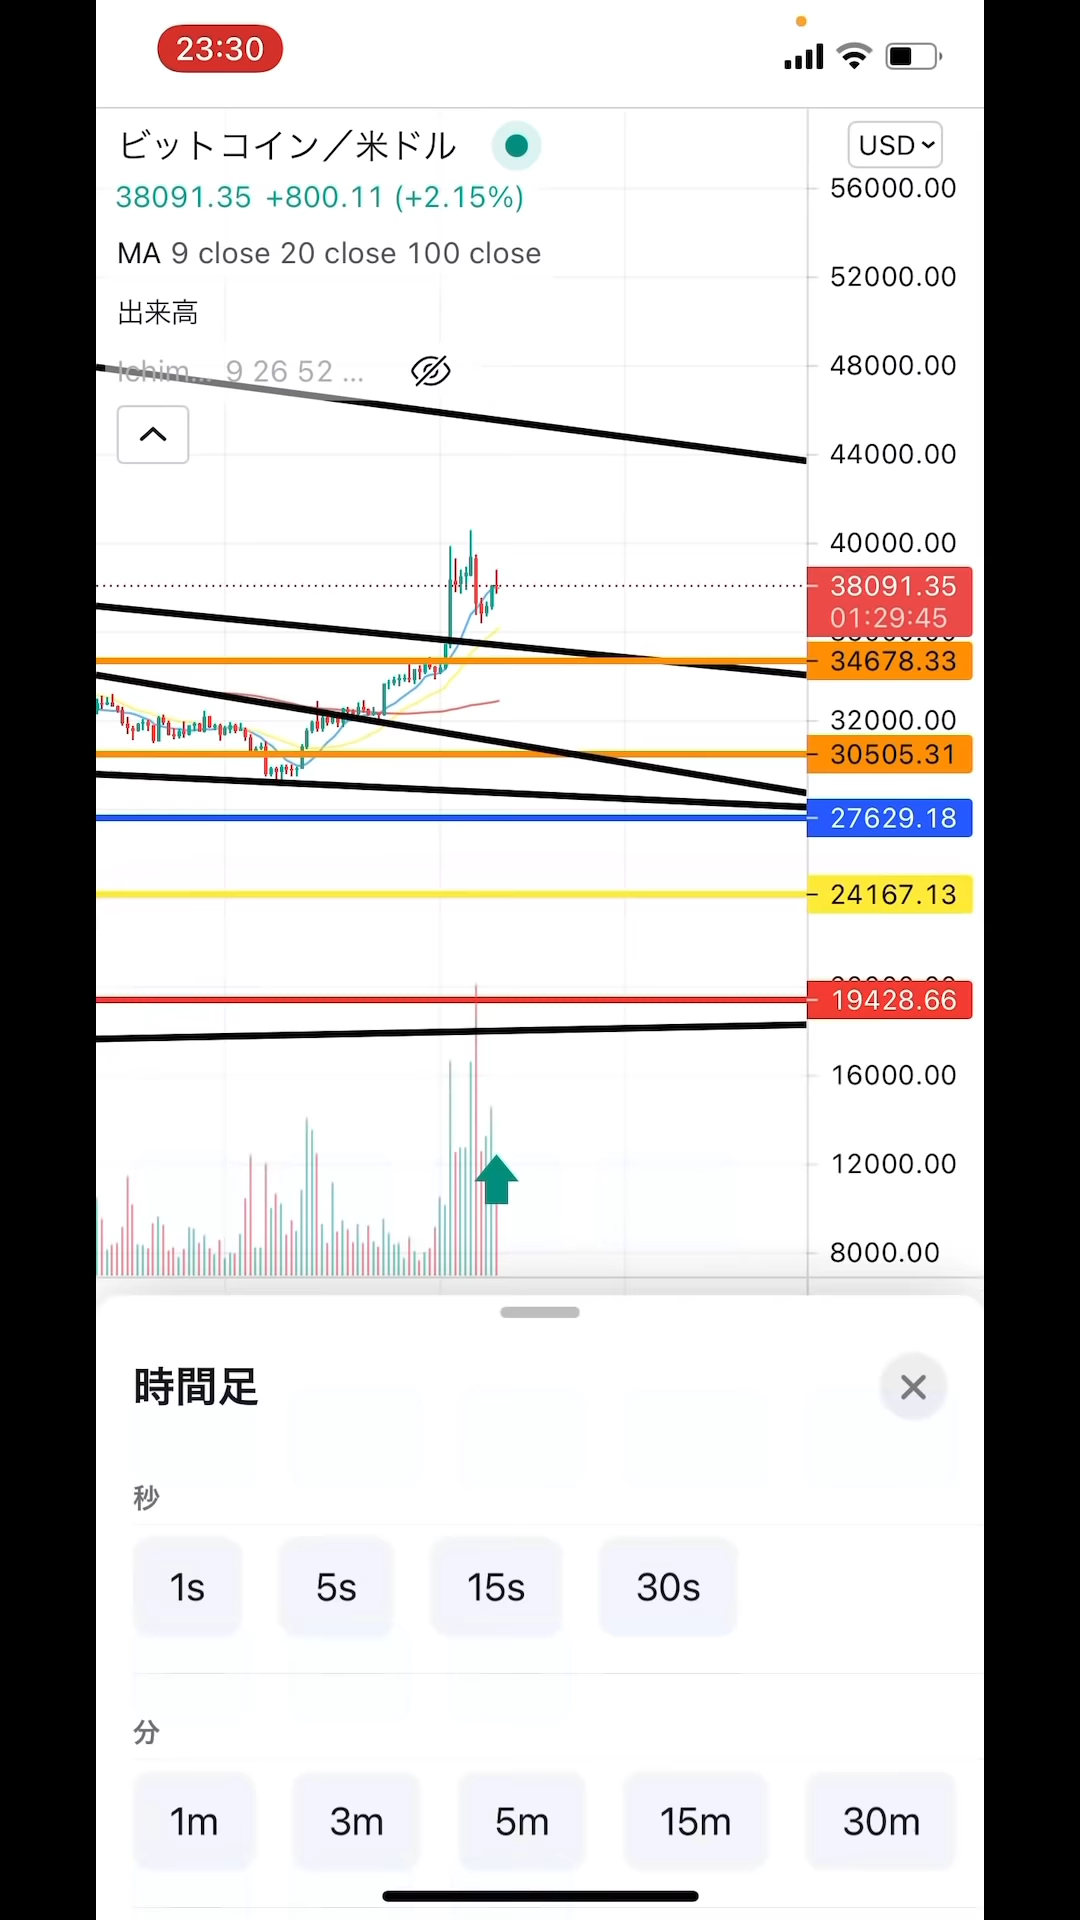 23:30
ビットコイン／米ドル
USD
38091.35 +800.11 (+2.15%)
MA 9 close 20 close 100 close
出来高
Ichim... 9 26 52 ...
56000.00
52000.00
48000.00
44000.00
40000.00
38091.35
01:29:45
34678.33
32000.00
30505.31
27629.18
24167.13
19428.66
16000.00
12000.00
8000.00
時間足
秒
1s 5s 15s 30s
分
1m 3m 5m 15m 30m